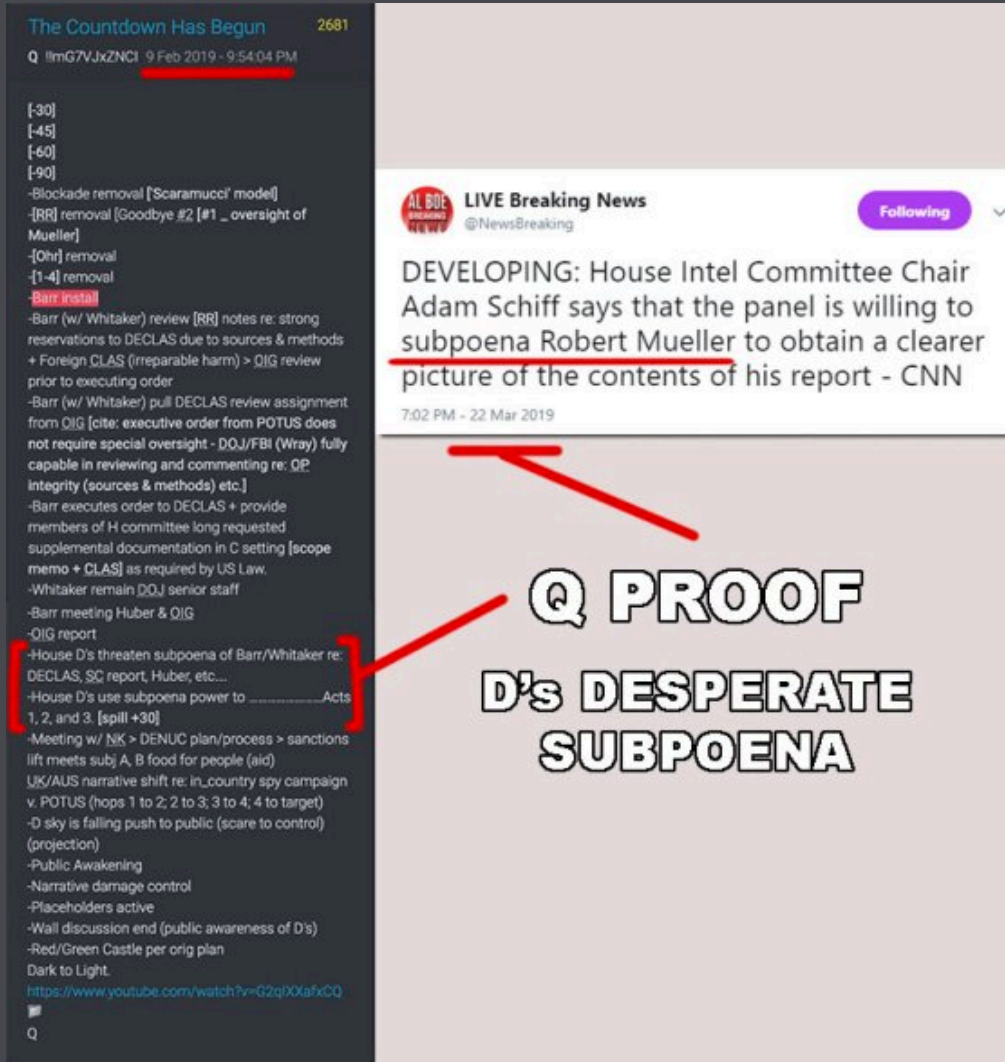 The Countdown Has Begun 2681
Q !!mG7VJxZNCI 9 Feb 2019 - 9:54:04 PM
[-30]
[-45]
[-60]
[-90]
-Blockade removal ['Scaramucci' model]
-[RR] removal [Goodbye #2 [#1 _ oversight of
Mueller]
-[Ohr] removal
-[1-4] removal
-Barr install
-Barr (w/ Whitaker) review [RR] notes re: strong
reservations to DECLAS due to sources & methods
+ Foreign CLAS (irreparable harm) > OIG review
prior to executing order
-Barr (w/ Whitaker) pull DECLAS review assignment
from OIG [cite: executive order from POTUS does
not require special oversight - DOJ/FBI (Wray) fully
capable in reviewing and commenting re: OP
integrity (sources & methods) etc.]
-Barr executes order to DECLAS + provide
members of H committee long requested
supplemental documentation in C setting [scope
memo + CLAS] as required by US Law.
-Whitaker remain DOJ senior staff
-Barr meeting Huber & OIG
-OIG report
-House D's threaten subpoena of Barr/Whitaker re:
DECLAS, SC report, Huber, etc....
-House D's use subpoena power to ....................Acts
1, 2, and 3. [spill +30]
-Meeting w/ NK > DENUC plan/process > sanctions
lift meets subj A, B food for people (aid)
UK/AUS narrative shift re: in_country spy campaign
v. POTUS (hops 1 to 2; 2 to 3; 3 to 4; 4 to target)
-D sky is falling push to public (scare to control)
(projection)
-Public Awakening
-Narrative damage control
-Placeholders active
-Wall discussion end (public awareness of D's)
-Red/Green Castle per orig plan
Dark to Light.
https://www.youtube.com/watch?v=G2qIXXafxCQ
Q
AL BOE
BREAKING
NEWS
LIVE Breaking News
@NewsBreaking
Following
DEVELOPING: House Intel Committee Chair
Adam Schiff says that the panel is willing to
subpoena Robert Mueller to obtain a clearer
picture of the contents of his report - CNN
7:02 PM - 22 Mar 2019
Q PROOF
D's DESPERATE
SUBPOENA